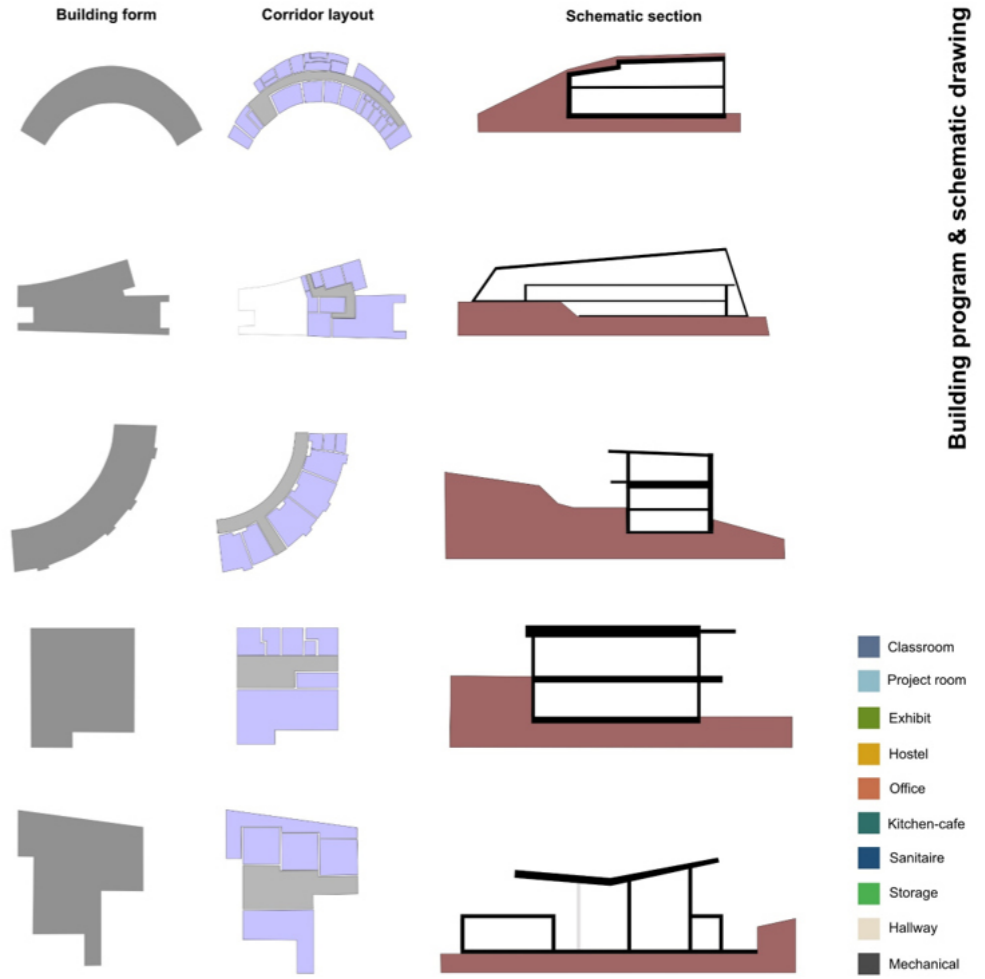 Building form
Corridor layout
Schematic section
Building program & schematic drawing
Classroom
Project room
Exhibit
Hostel
Office
Kitchen-cafe
Sanitaire
Storage
Hallway
Mechanical